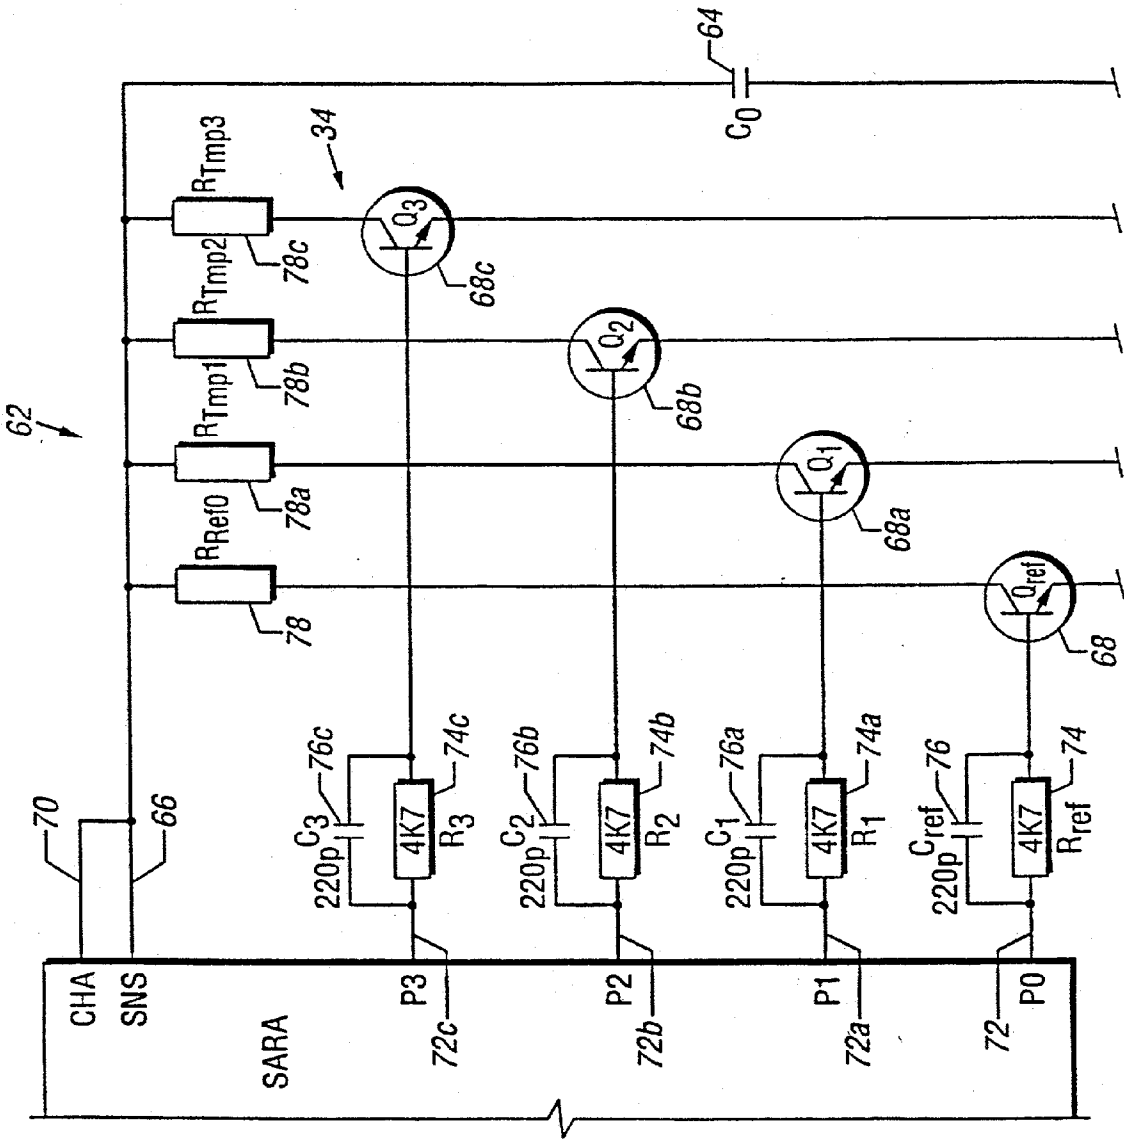 62
70
66
CHA
SNS
SARA
RRef0
78
RTmp1
78a
RTmp2
78b
RTmp3
78c
34
64
C0
P3
72c
C3
220p
76c
4K7
R3
74c
Q3
68c
P2
72b
C2
220p
76b
4K7
R2
74b
Q2
68b
P1
72a
C1
220p
76a
4K7
R1
74a
Q1
68a
P0
72
72
Cref
220p
76
4K7
Rref
74
Qref
68